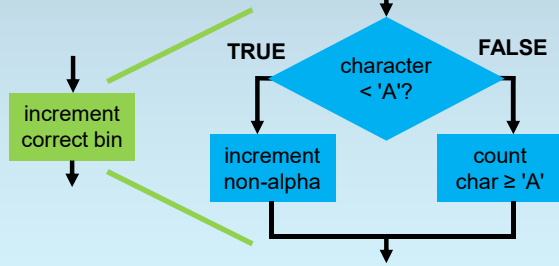 increment
correct bin
TRUE
FALSE
character
< 'A'?
increment
non-alpha
count
char ≥ 'A'